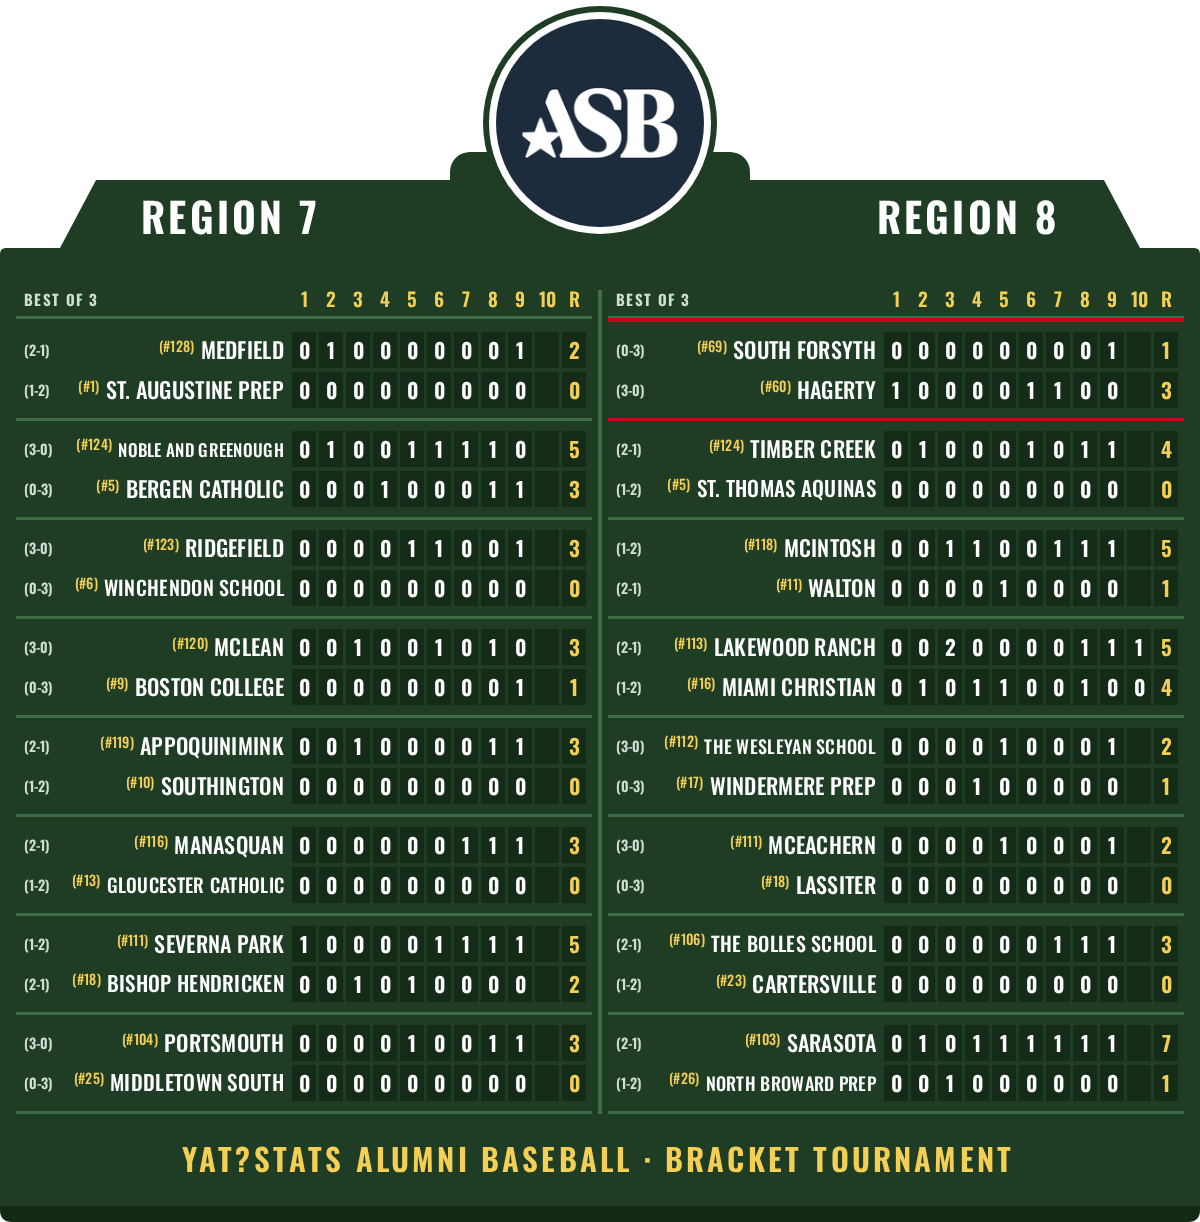 ASB
REGION 7
REGION 8
BEST OF 3 1 2 3 4 5 6 7 8 9 10 R
(2-1) (#128) MEDFIELD 0 1 0 0 0 0 0 0 1 2
(1-2) (#1) ST. AUGUSTINE PREP 0 0 0 0 0 0 0 0 0 0
(3-0) (#124) NOBLE AND GREENOUGH 0 1 0 0 1 1 1 1 0 5
(0-3) (#5) BERGEN CATHOLIC 0 0 0 1 0 0 0 1 1 3
(3-0) (#123) RIDGEFIELD 0 0 0 0 1 1 0 0 1 3
(0-3) (#6) WINCHENDON SCHOOL 0 0 0 0 0 0 0 0 0 0
(3-0) (#120) MCLEAN 0 0 1 0 0 1 0 1 0 3
(0-3) (#9) BOSTON COLLEGE 0 0 0 0 0 0 0 0 1 1
(2-1) (#119) APPOQUINIMINK 0 0 1 0 0 0 0 1 1 3
(1-2) (#10) SOUTHINGTON 0 0 0 0 0 0 0 0 0 0
(2-1) (#116) MANASQUAN 0 0 0 0 0 0 1 1 1 3
(1-2) (#13) GLOUCESTER CATHOLIC 0 0 0 0 0 0 0 0 0 0
(1-2) (#111) SEVERNA PARK 1 0 0 0 0 1 1 1 1 5
(2-1) (#18) BISHOP HENDRICKEN 0 0 1 0 1 0 0 0 0 2
(3-0) (#104) PORTSMOUTH 0 0 0 0 1 0 0 1 1 3
(0-3) (#25) MIDDLETOWN SOUTH 0 0 0 0 0 0 0 0 0 0
BEST OF 3 1 2 3 4 5 6 7 8 9 10 R
(0-3) (#69) SOUTH FORSYTH 0 0 0 0 0 0 0 0 1 1
(3-0) (#60) HAGERTY 1 0 0 0 0 1 1 0 0 3
(2-1) (#124) TIMBER CREEK 0 1 0 0 0 1 0 1 1 4
(1-2) (#5) ST. THOMAS AQUINAS 0 0 0 0 0 0 0 0 0 0
(1-2) (#118) MCINTOSH 0 0 1 1 0 0 1 1 1 5
(2-1) (#11) WALTON 0 0 0 0 1 0 0 0 0 1
(2-1) (#113) LAKEWOOD RANCH 0 0 2 0 0 0 0 1 1 1 5
(1-2) (#16) MIAMI CHRISTIAN 0 1 0 1 1 0 0 1 0 0 4
(3-0) (#112) THE WESLEYAN SCHOOL 0 0 0 0 1 0 0 0 1 2
(0-3) (#17) WINDERMERE PREP 0 0 0 1 0 0 0 0 0 1
(3-0) (#111) MCEACHERN 0 0 0 0 1 0 0 0 1 2
(0-3) (#18) LASSITER 0 0 0 0 0 0 0 0 0 0
(2-1) (#106) THE BOLLES SCHOOL 0 0 0 0 0 0 1 1 1 3
(1-2) (#23) CARTERSVILLE 0 0 0 0 0 0 0 0 0 0
(2-1) (#103) SARASOTA 0 1 0 1 1 1 1 1 1 7
(1-2) (#26) NORTH BROWARD PREP 0 0 1 0 0 0 0 0 0 1
YAT?STATS ALUMNI BASEBALL · BRACKET TOURNAMENT